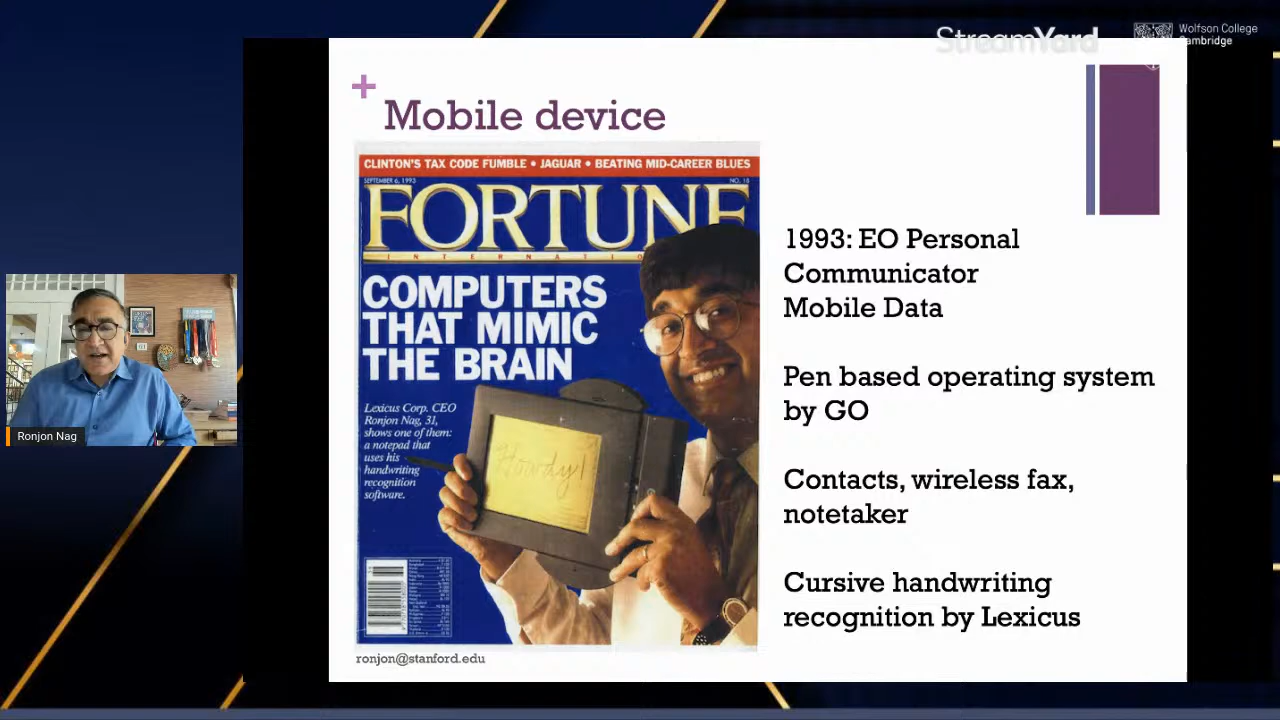 StreamYard
Wolfson College
Cambridge
+
Mobile device
CLINTON'S TAX CODE FUMBLE • JAGUAR • BEATING MID-CAREER BLUES
SEPTEMBER 6, 1993
NO. 18
FORTUNE
INTERNATIO
COMPUTERS
THAT MIMIC
THE BRAIN
Lexicus Corp. CEO
Ronjon Nag, 31,
shows one of them:
a notepad that
uses his
handwriting
recognition
software.
Howdy!
1993: EO Personal
Communicator
Mobile Data
Pen based operating system
by GO
Contacts, wireless fax,
notetaker
Cursive handwriting
recognition by Lexicus
ronjon@stanford.edu
Ronjon Nag